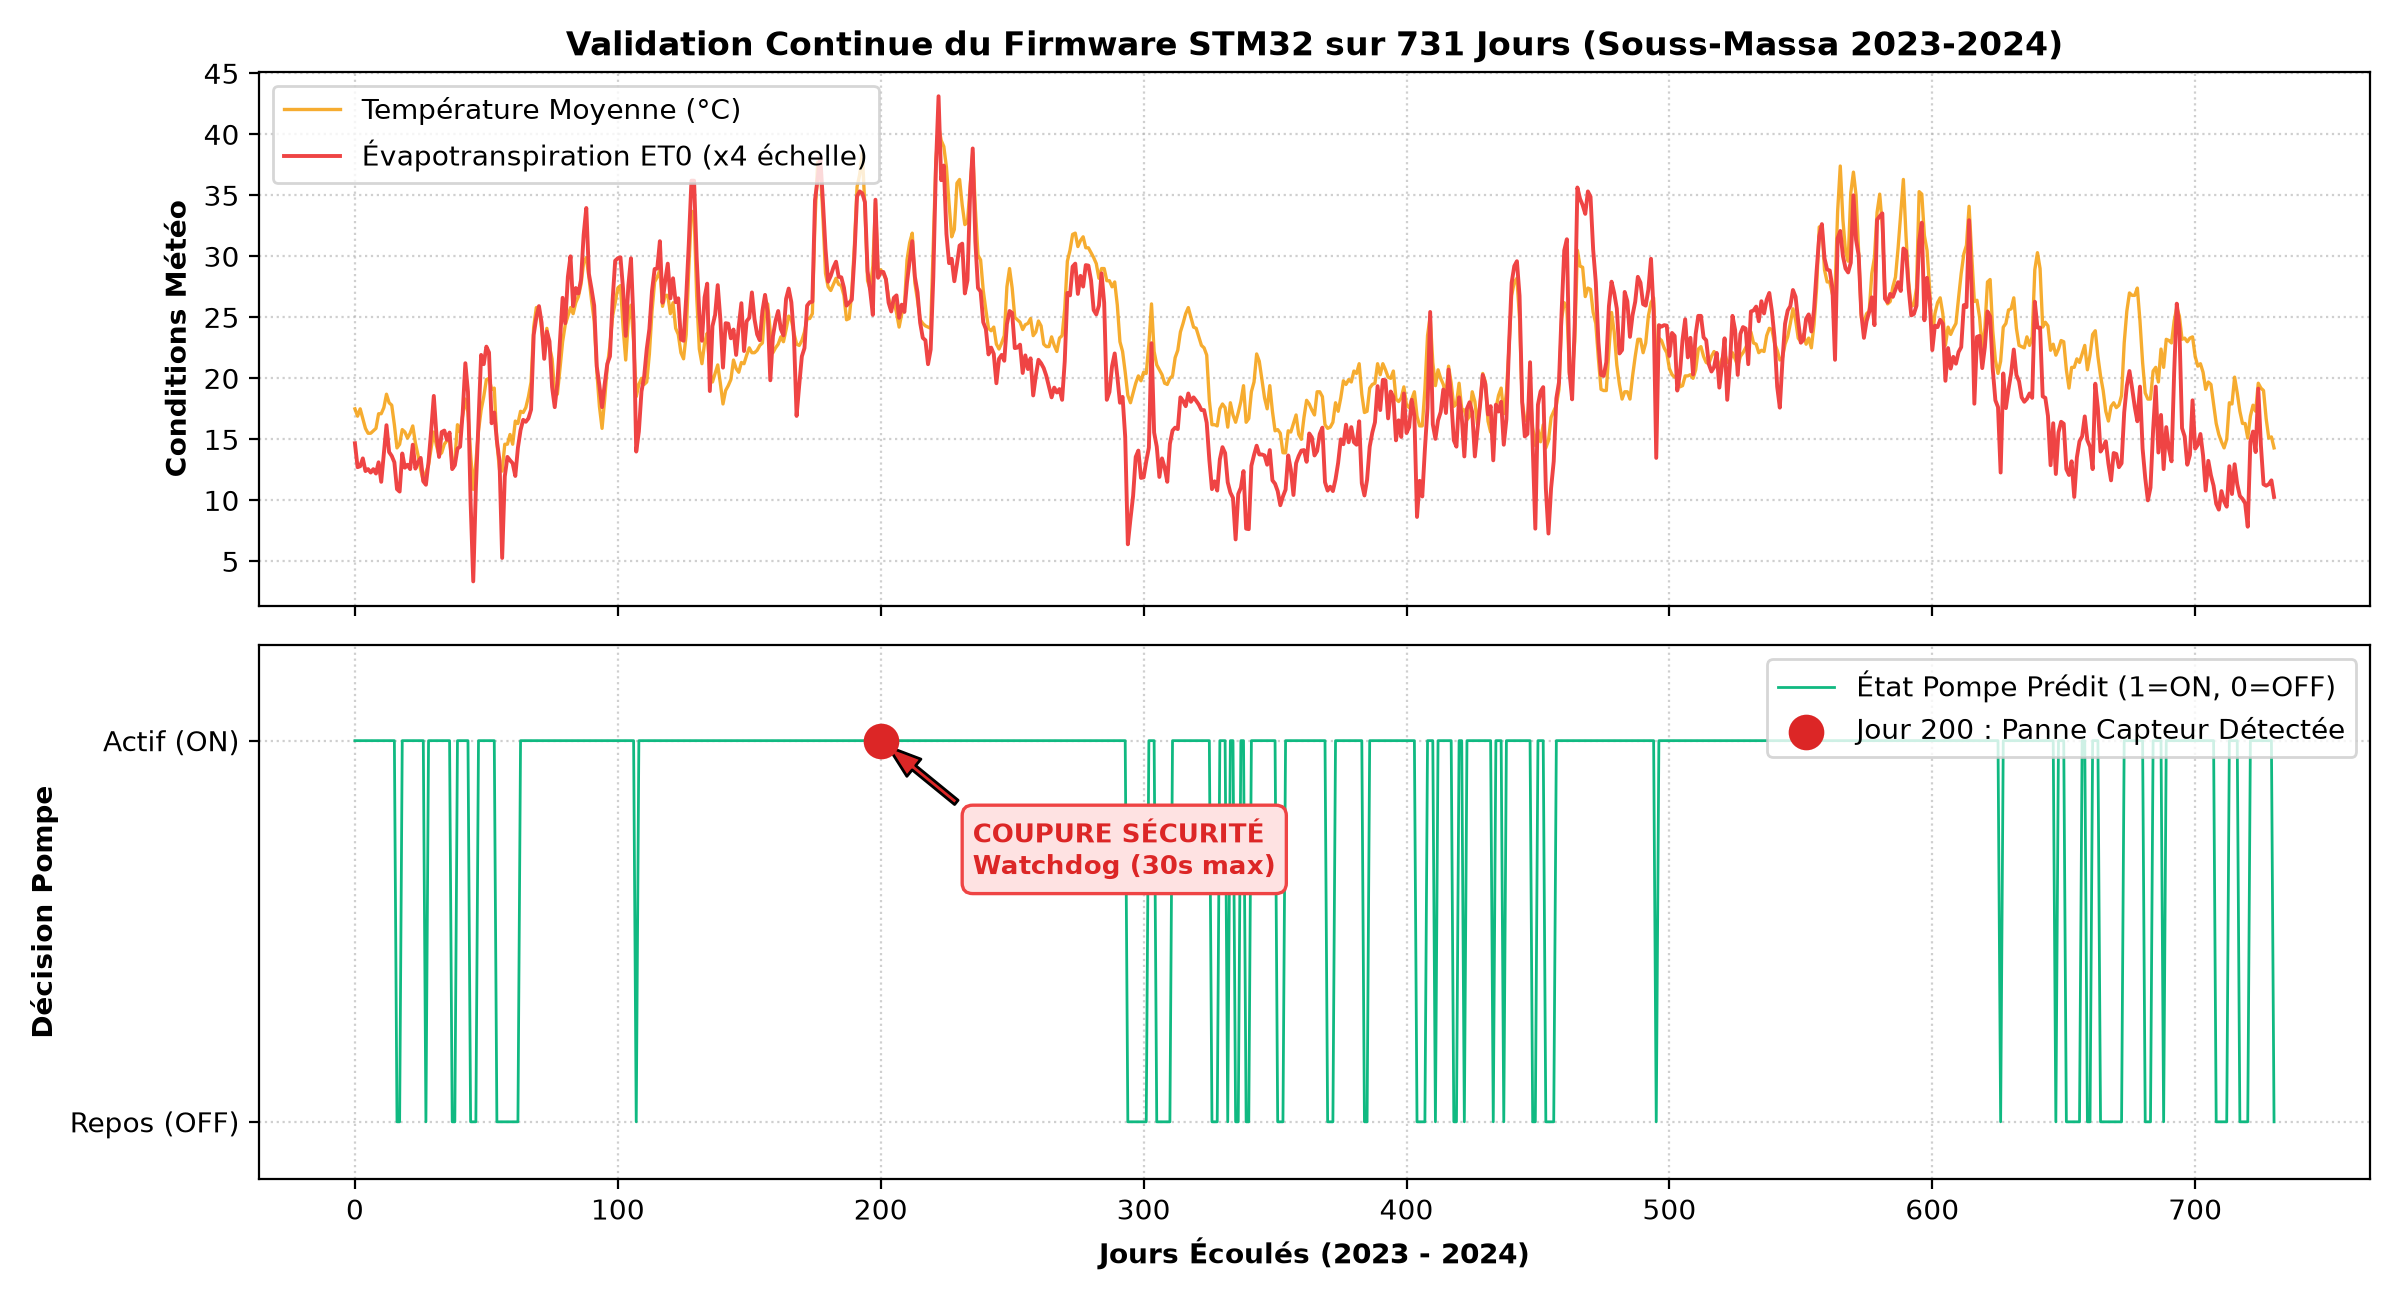 Validation Continue du Firmware STM32 sur 731 Jours (Souss-Massa 2023-2024)
Conditions Météo
45
40
35
30
25
20
15
10
5
Température Moyenne (°C)
Évapotranspiration ET0 (x4 échelle)
Décision Pompe
Actif (ON)
Repos (OFF)
État Pompe Prédit (1=ON, 0=OFF)
Jour 200 : Panne Capteur Détectée
COUPURE SÉCURITÉ
Watchdog (30s max)
0 100 200 300 400 500 600 700
Jours Écoulés (2023 - 2024)